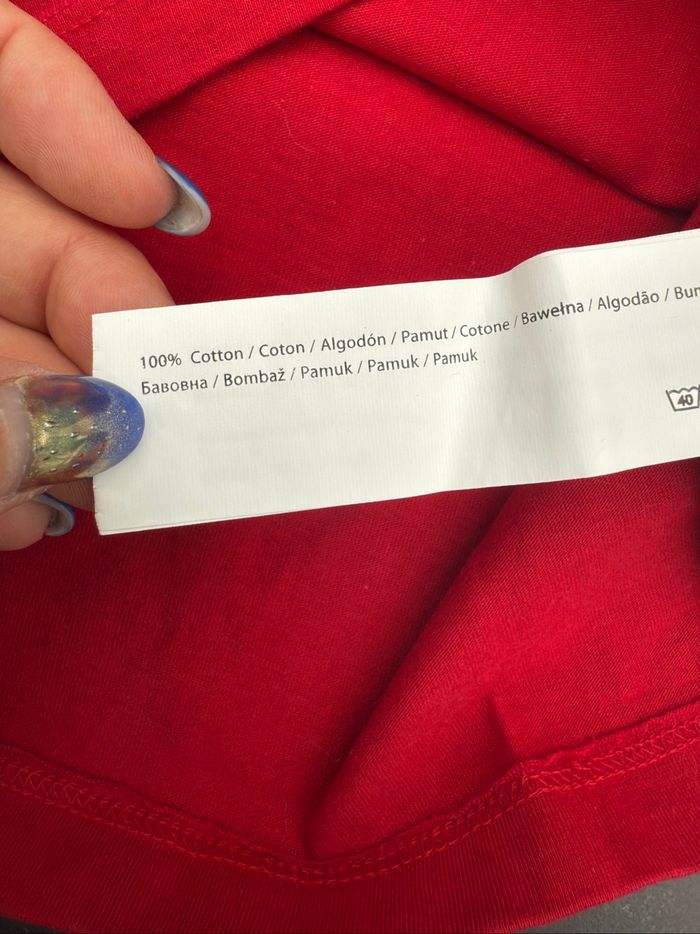 100% Cotton / Coton / Algodón / Pamut / Cotone / Bawełna / Algodão /
Бавовна / Bombaž / Pamuk / Pamuk / Pamuk
40